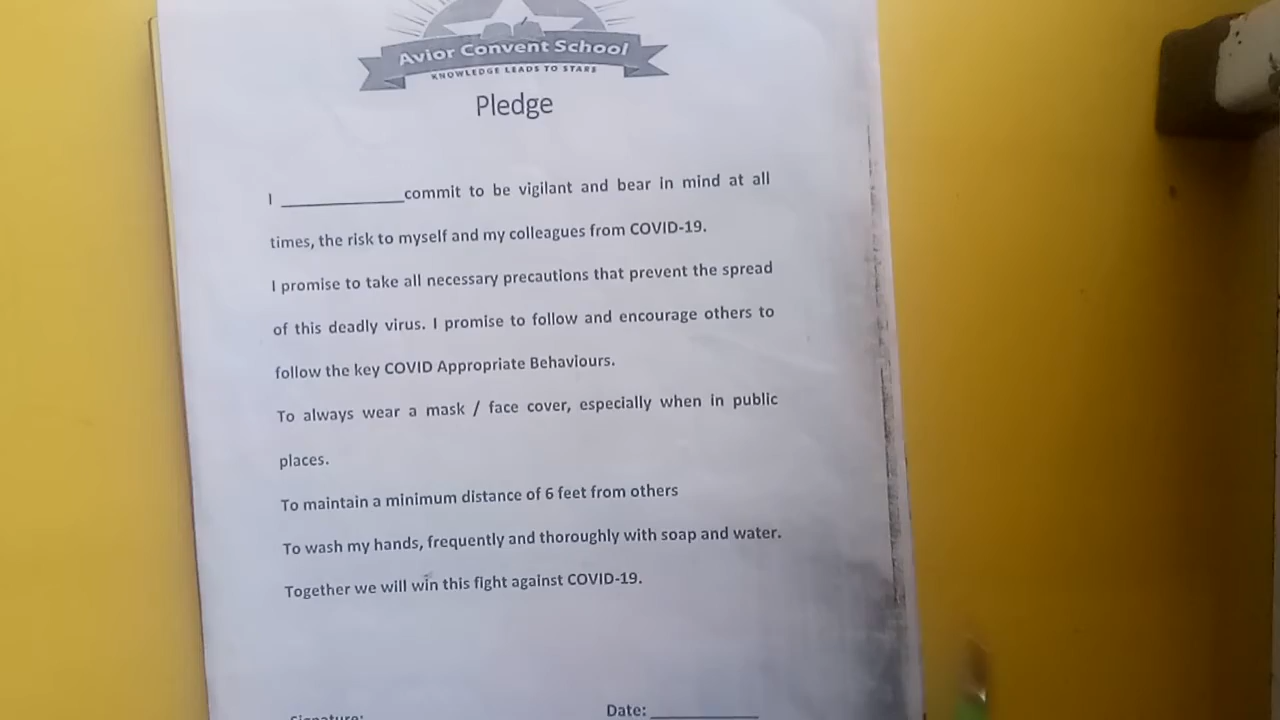 Avior Convent School
KNOWLEDGE LEADS TO STARS
Pledge
I ____________commit to be vigilant and bear in mind at all
times, the risk to myself and my colleagues from COVID-19.
I promise to take all necessary precautions that prevent the spread
of this deadly virus. I promise to follow and encourage others to
follow the key COVID Appropriate Behaviours.
To always wear a mask / face cover, especially when in public
places.
To maintain a minimum distance of 6 feet from others
To wash my hands, frequently and thoroughly with soap and water.
Together we will win this fight against COVID-19.
Signature: Date: ___________